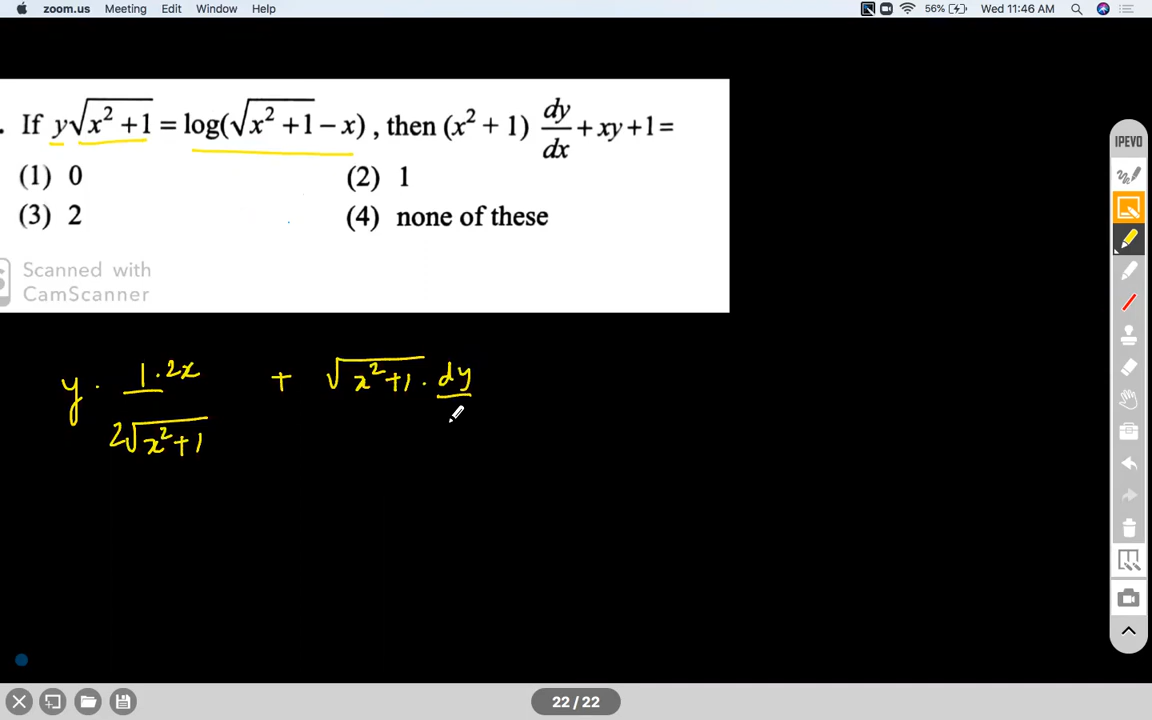 zoom.us Meeting Edit Window Help 56% Wed 11:46 AM
. If y√(x² + 1) = log(√(x² + 1) − x), then (x² + 1) dy/dx + xy + 1 =
(1) 0 (2) 1
(3) 2 (4) none of these
Scanned with
CamScanner
IPEVO
y · 1·2x / 2√(x²+1) + √(x²+1) · dy
22 / 22